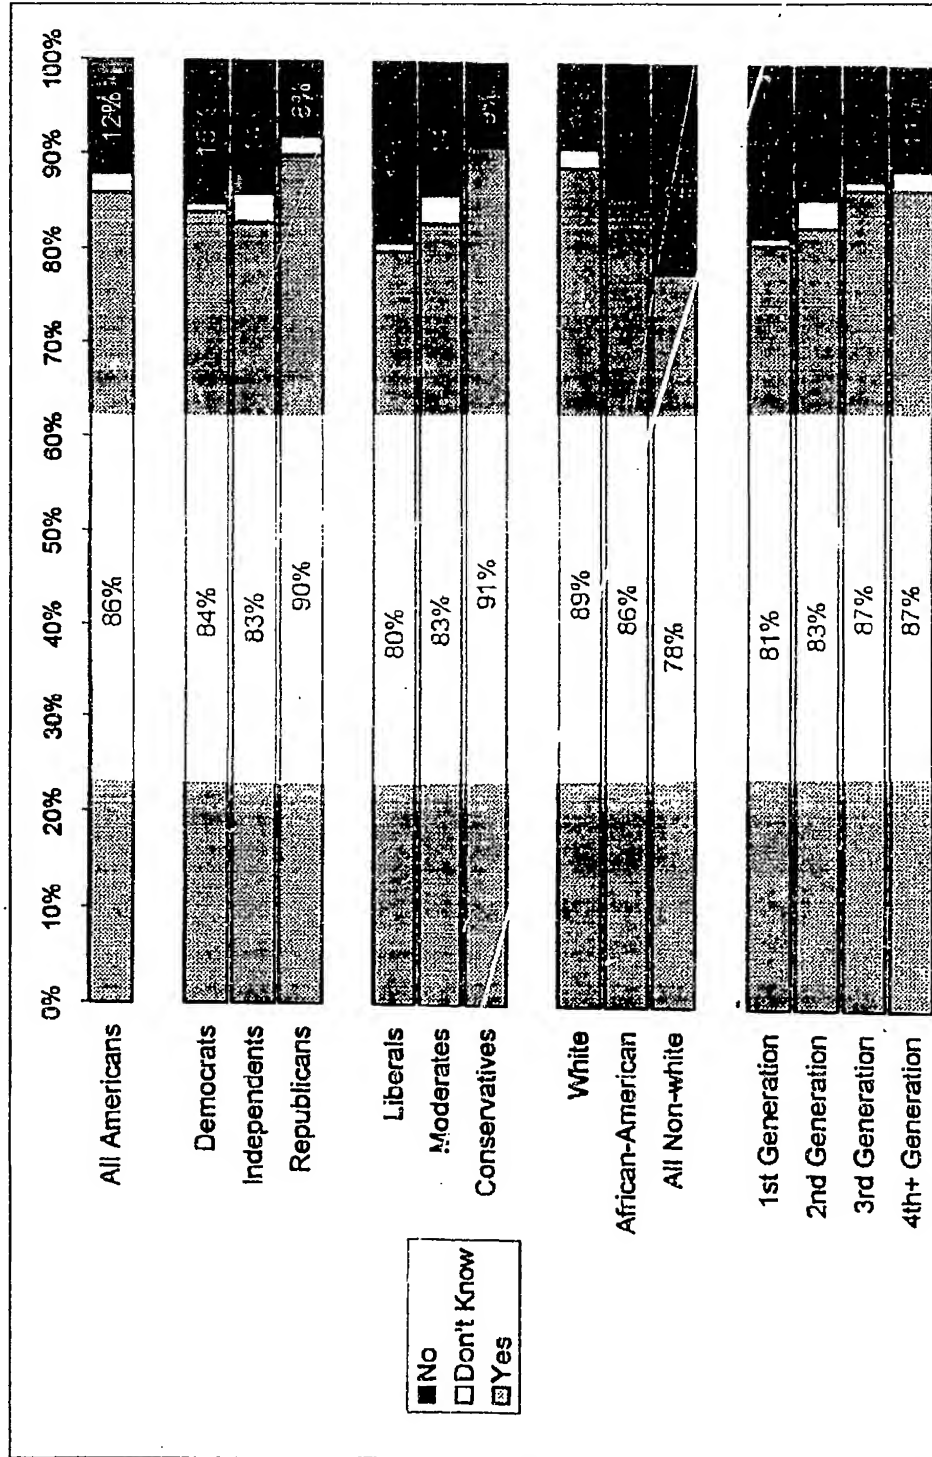 0% 10% 20% 30% 40% 50% 60% 70% 80% 90% 100%
All Americans 86% 12%
Democrats 84%
Independents 83%
Republicans 90% 8%
Liberals 80%
Moderates 83%
Conservatives 91% 9%
White 89%
African-American 86%
All Non-white 78%
1st Generation 81%
2nd Generation 83%
3rd Generation 87%
4th+ Generation 87%
No
Don't Know
Yes